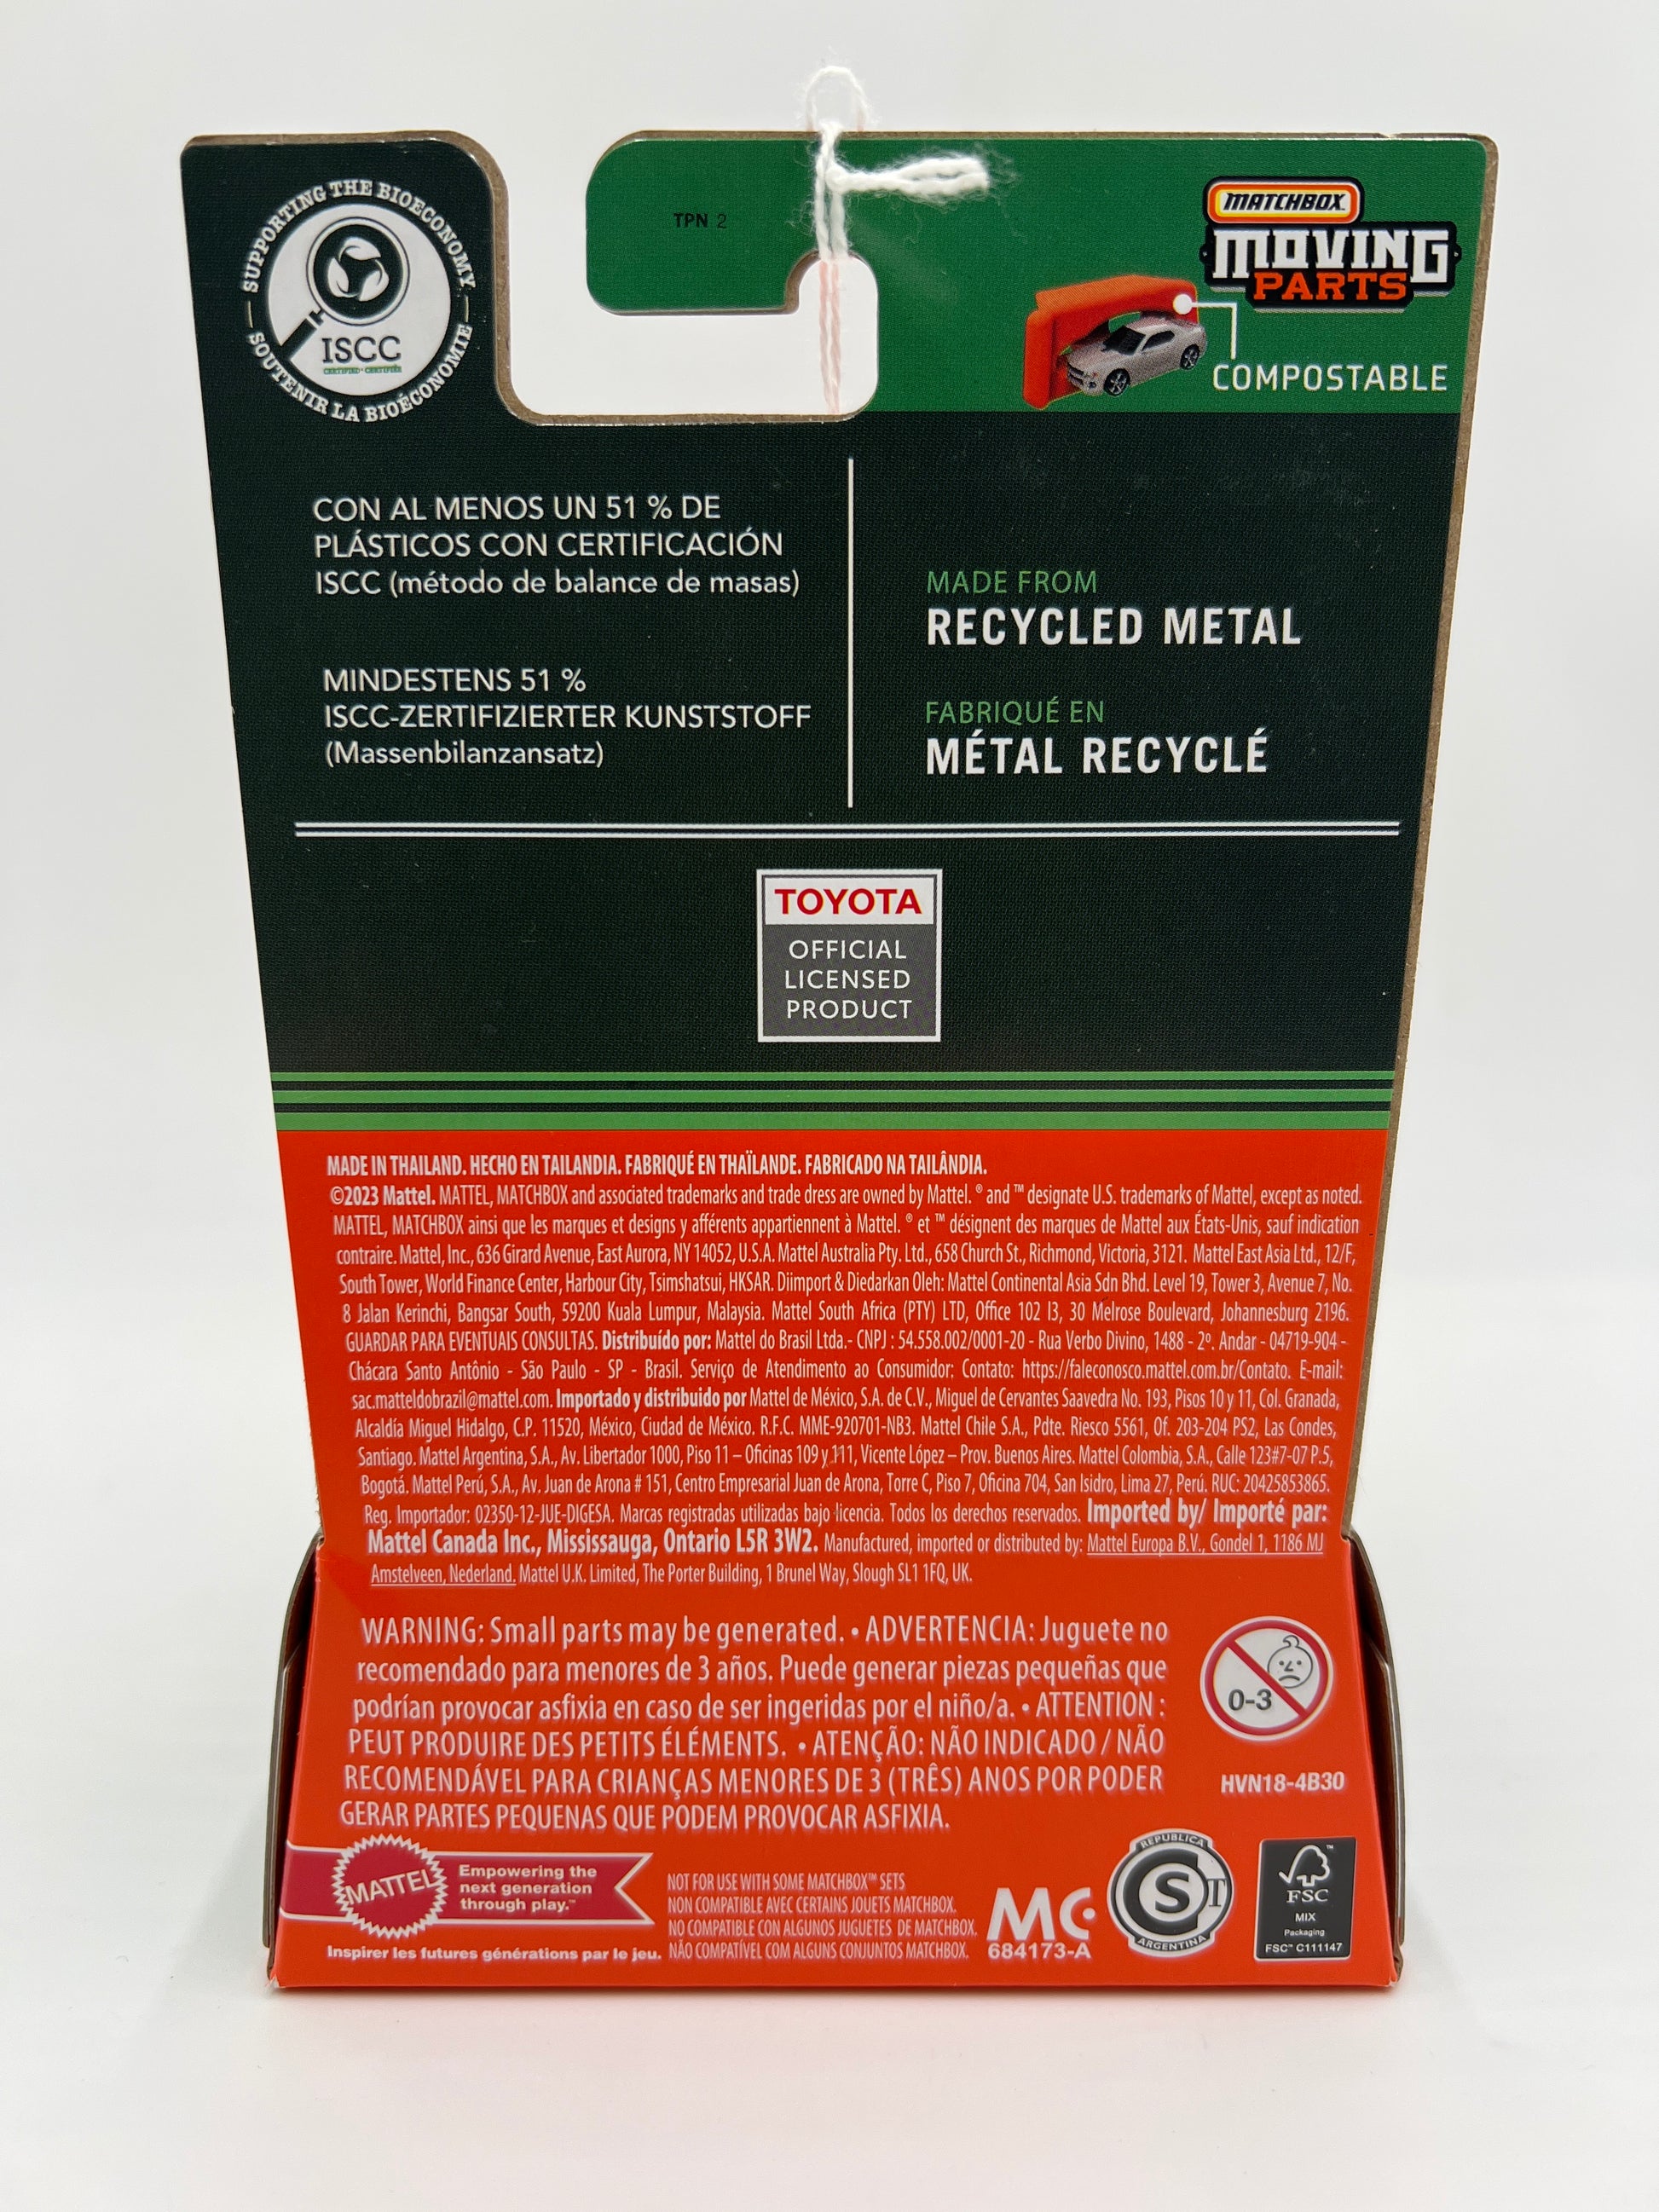 SUPPORTING THE BIOECONOMY
ISCC
CERTIFIED • CERTIFIÉE
SOUTENIR LA BIOÉCONOMIE
TPN 2
MATCHBOX
MOVING
PARTS
COMPOSTABLE
CON AL MENOS UN 51 % DE
PLÁSTICOS CON CERTIFICACIÓN
ISCC (método de balance de masas)
MINDESTENS 51 %
ISCC-ZERTIFIZIERTER KUNSTSTOFF
(Massenbilanzansatz)
MADE FROM
RECYCLED METAL
FABRIQUÉ EN
MÉTAL RECYCLÉ
TOYOTA
OFFICIAL
LICENSED
PRODUCT
MADE IN THAILAND. HECHO EN TAILANDIA. FABRIQUÉ EN THAÏLANDE. FABRICADO NA TAILÂNDIA.
©2023 Mattel. MATTEL, MATCHBOX and associated trademarks and trade dress are owned by Mattel. ® and ™ designate U.S. trademarks of Mattel, except as noted.
MATTEL, MATCHBOX ainsi que les marques et designs y afférents appartiennent à Mattel. ® et ™ désignent des marques de Mattel aux États-Unis, sauf indication
contraire. Mattel, Inc., 636 Girard Avenue, East Aurora, NY 14052, U.S.A. Mattel Australia Pty. Ltd., 658 Church St., Richmond, Victoria, 3121. Mattel East Asia Ltd., 12/F,
South Tower, World Finance Center, Harbour City, Tsimshatsui, HKSAR. Diimport & Diedarkan Oleh: Mattel Continental Asia Sdn Bhd. Level 19, Tower 3, Avenue 7, No.
8 Jalan Kerinchi, Bangsar South, 59200 Kuala Lumpur, Malaysia. Mattel South Africa (PTY) LTD, Office 102 I3, 30 Melrose Boulevard, Johannesburg 2196.
GUARDAR PARA EVENTUAIS CONSULTAS. Distribuído por: Mattel do Brasil Ltda.- CNPJ : 54.558.002/0001-20 - Rua Verbo Divino, 1488 - 2º. Andar - 04719-904 -
Chácara Santo Antônio - São Paulo - SP - Brasil. Serviço de Atendimento ao Consumidor: Contato: https://faleconosco.mattel.com.br/Contato. E-mail:
sac.matteldobrazil@mattel.com. Importado y distribuido por Mattel de México, S.A. de C.V., Miguel de Cervantes Saavedra No. 193, Pisos 10 y 11, Col. Granada,
Alcaldía Miguel Hidalgo, C.P. 11520, México, Ciudad de México. R.F.C. MME-920701-NB3. Mattel Chile S.A., Pdte. Riesco 5561, Of. 203-204 PS2, Las Condes,
Santiago. Mattel Argentina, S.A., Av. Libertador 1000, Piso 11 – Oficinas 109 y 111, Vicente López – Prov. Buenos Aires. Mattel Colombia, S.A., Calle 123#7-07 P.5,
Bogotá. Mattel Perú, S.A., Av. Juan de Arona # 151, Centro Empresarial Juan de Arona, Torre C, Piso 7, Oficina 704, San Isidro, Lima 27, Perú. RUC: 20425853865.
Reg. Importador: 02350-12-JUE-DIGESA. Marcas registradas utilizadas bajo licencia. Todos los derechos reservados. Imported by/ Importé par:
Mattel Canada Inc., Mississauga, Ontario L5R 3W2. Manufactured, imported or distributed by: Mattel Europa B.V., Gondel 1, 1186 MJ
Amstelveen, Nederland. Mattel U.K. Limited, The Porter Building, 1 Brunel Way, Slough SL1 1FQ, UK.
WARNING: Small parts may be generated. • ADVERTENCIA: Juguete no
recomendado para menores de 3 años. Puede generar piezas pequeñas que
podrían provocar asfixia en caso de ser ingeridas por el niño/a. • ATTENTION :
PEUT PRODUIRE DES PETITS ÉLÉMENTS. • ATENÇÃO: NÃO INDICADO / NÃO
RECOMENDÁVEL PARA CRIANÇAS MENORES DE 3 (TRÊS) ANOS POR PODER
GERAR PARTES PEQUENAS QUE PODEM PROVOCAR ASFIXIA.
0-3
HVN18-4B30
MATTEL
Empowering the
next generation
through play.™
Inspirer les futures générations par le jeu.
NOT FOR USE WITH SOME MATCHBOX™ SETS
NON COMPATIBLE AVEC CERTAINS JOUETS MATCHBOX.
NO COMPATIBLE CON ALGUNOS JUGUETES DE MATCHBOX.
NÃO COMPATÍVEL COM ALGUNS CONJUNTOS MATCHBOX.
MC
684173-A
REPUBLICA
S T
ARGENTINA
FSC
MIX
Packaging
FSC™ C111147